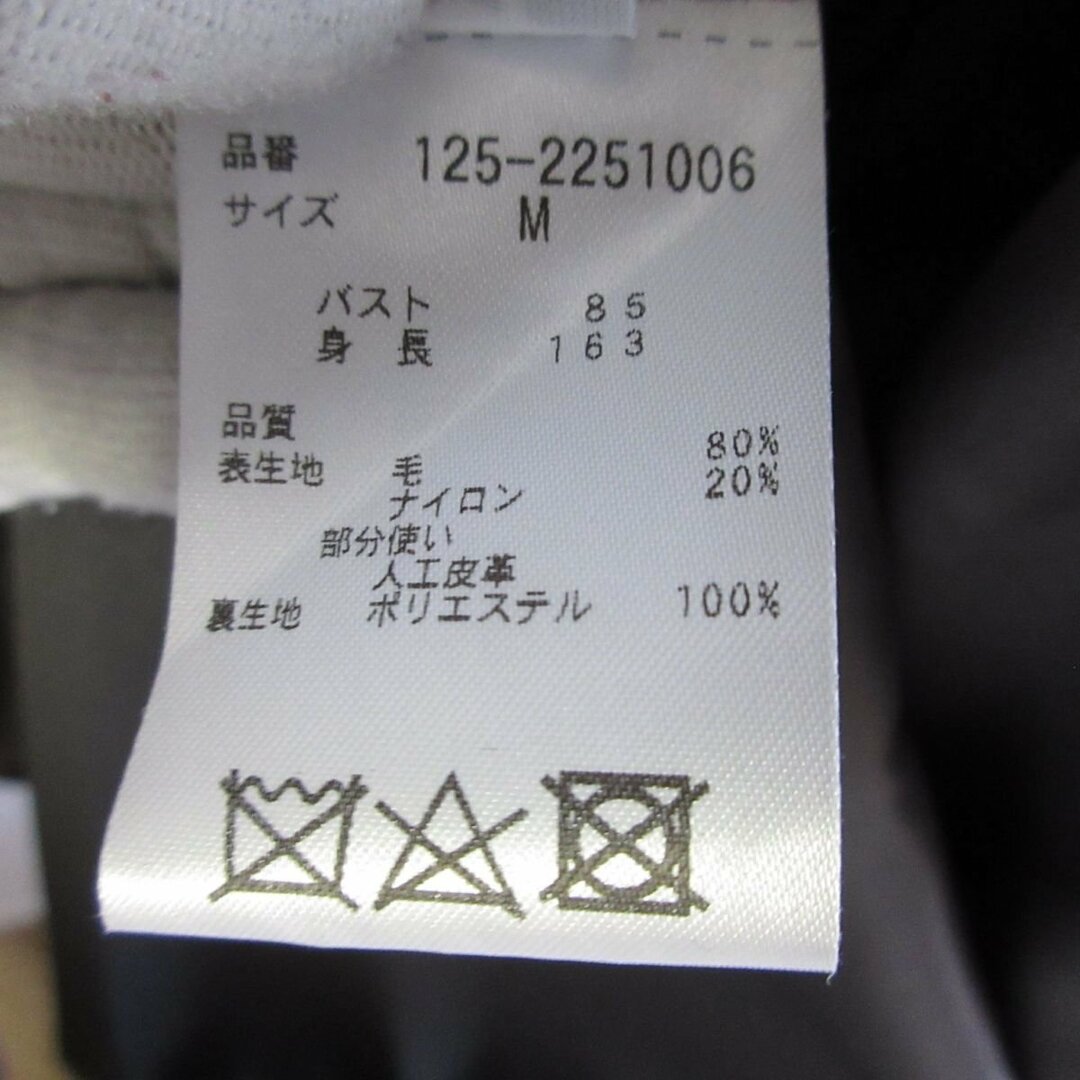 品番 125-2251006
サイズ M
バスト 85
身長 163
品質
表生地 毛 80%
ナイロン 20%
部分使い
人工皮革
裏生地 ポリエステル 100%